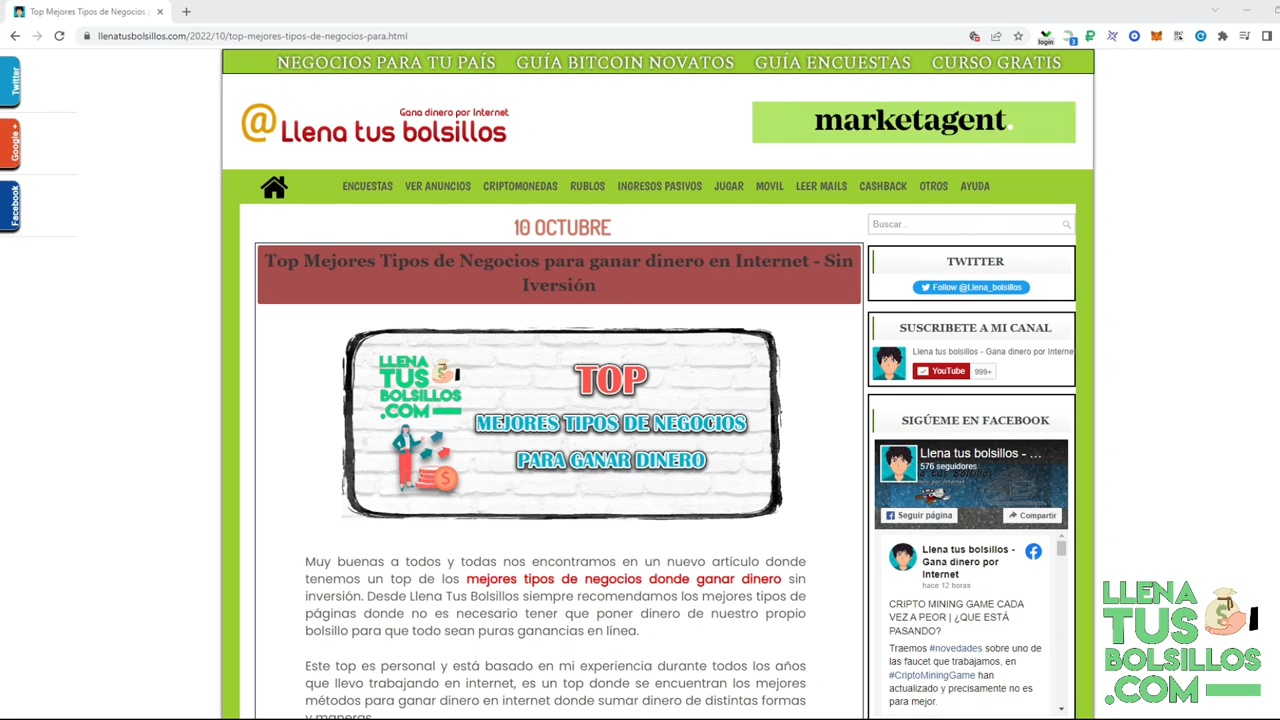 Top Mejores Tipos de Negocios p
llenatusbolsillos.com/2022/10/top-mejores-tipos-de-negocios-para.html
login
3
Twitter
Google +
Facebook
NEGOCIOS PARA TU PAÍS GUÍA BITCOIN NOVATOS GUÍA ENCUESTAS CURSO GRATIS
@
Gana dinero por Internet
Llena tus bolsillos
marketagent.
ENCUESTAS VER ANUNCIOS CRIPTOMONEDAS RUBLOS INGRESOS PASIVOS JUGAR MOVIL LEER MAILS CASHBACK OTROS AYUDA
10 OCTUBRE
Top Mejores Tipos de Negocios para ganar dinero en Internet - Sin
Iversión
LLENA
TUS
BOLSILLOS
.COM
TOP
MEJORES TIPOS DE NEGOCIOS
PARA GANAR DINERO
Muy buenas a todos y todas nos encontramos en un nuevo artículo donde
tenemos un top de los mejores tipos de negocios donde ganar dinero sin
inversión. Desde Llena Tus Bolsillos siempre recomendamos los mejores tipos de
páginas donde no es necesario tener que poner dinero de nuestro propio
bolsillo para que todo sean puras ganancias en línea.
Este top es personal y está basado en mi experiencia durante todos los años
que llevo trabajando en internet, es un top donde se encuentran los mejores
métodos para ganar dinero en internet donde sumar dinero de distintas formas
y maneras.
Buscar...
TWITTER
Follow @Llena_bolsillos
SUSCRIBETE A MI CANAL
Llena tus bolsillos - Gana dinero por Interne
YouTube 999+
SIGÚEME EN FACEBOOK
Llena tus bolsillos - ...
576 seguidores
Seguir página
Compartir
Llena tus bolsillos -
Gana dinero por
Internet
hace 12 horas
CRIPTO MINING GAME CADA
VEZ A PEOR | ¿QUE ESTÁ
PASANDO?
Traemos #novedades sobre uno de
las faucet que trabajamos, en
#CriptoMiningGame han
actualizado y precisamente no es
para mejor.
LLENA
TUS
BOLSILLOS
.COM